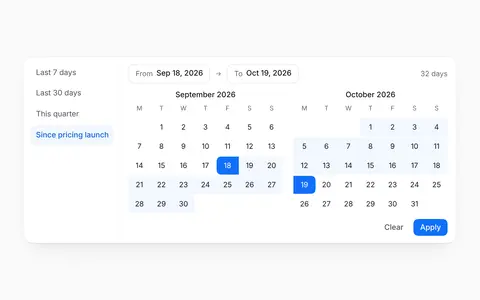 Last 7 days
Last 30 days
This quarter
Since pricing launch
From Sep 18, 2026 → To Oct 19, 2026
32 days
September 2026
M T W T F S S
1 2 3 4 5 6
7 8 9 10 11 12 13
14 15 16 17 18 19 20
21 22 23 24 25 26 27
28 29 30
October 2026
M T W T F S S
1 2 3 4
5 6 7 8 9 10 11
12 13 14 15 16 17 18
19 20 21 22 23 24 25
26 27 28 29 30 31
Clear
Apply